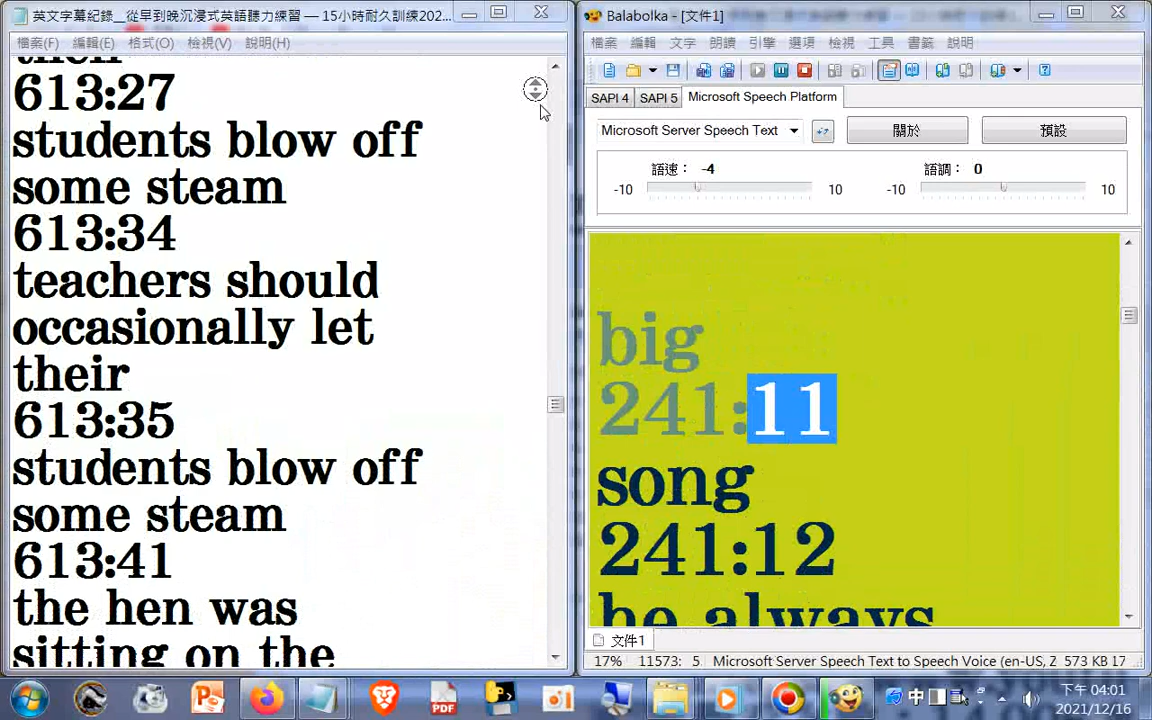 英文字幕紀錄__從早到晚沉浸式英語聽力練習 — 15小時耐久訓練202...
檔案(F) 編輯(E) 格式(O) 檢視(V) 說明(H)
then
613:27
students blow off
some steam
613:34
teachers should
occasionally let
their
613:35
students blow off
some steam
613:41
the hen was
sitting on the
Balabolka - [文件1]
檔案 編輯 文字 朗讀 引擎 選項 檢視 工具 書籤 說明
SAPI 4 SAPI 5 Microsoft Speech Platform
Microsoft Server Speech Text 關於 預設
語速： -4 語調： 0
-10 10 -10 10
big
241:11
song
241:12
be always
文件1
17% 11573: 5 Microsoft Server Speech Text to Speech Voice (en-US, 2 573 KB 17
PDF
中
下午 04:01
2021/12/16